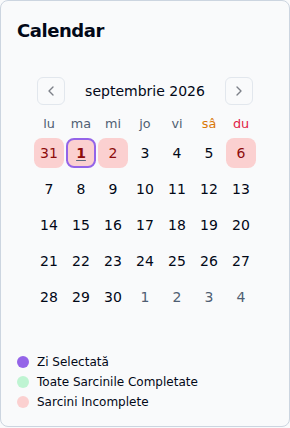 Calendar
septembrie 2026
lu ma mi jo vi sâ du
31 1 2 3 4 5 6
7 8 9 10 11 12 13
14 15 16 17 18 19 20
21 22 23 24 25 26 27
28 29 30 1 2 3 4
Zi Selectată
Toate Sarcinile Completate
Sarcini Incomplete